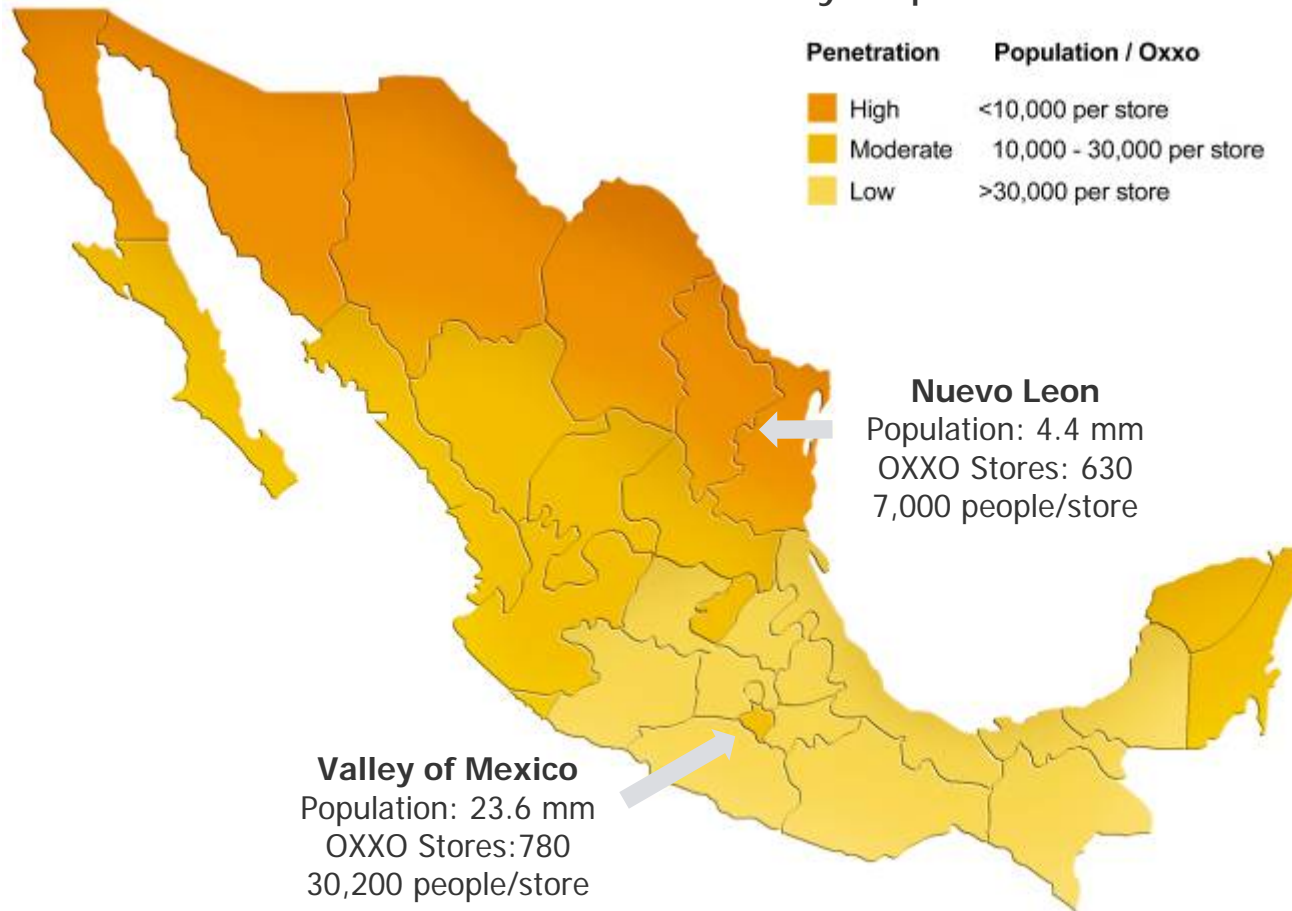 Penetration Population / Oxxo
High <10,000 per store
Moderate 10,000 - 30,000 per store
Low >30,000 per store
Nuevo Leon
Population: 4.4 mm
OXXO Stores: 630
7,000 people/store
Valley of Mexico
Population: 23.6 mm
OXXO Stores:780
30,200 people/store